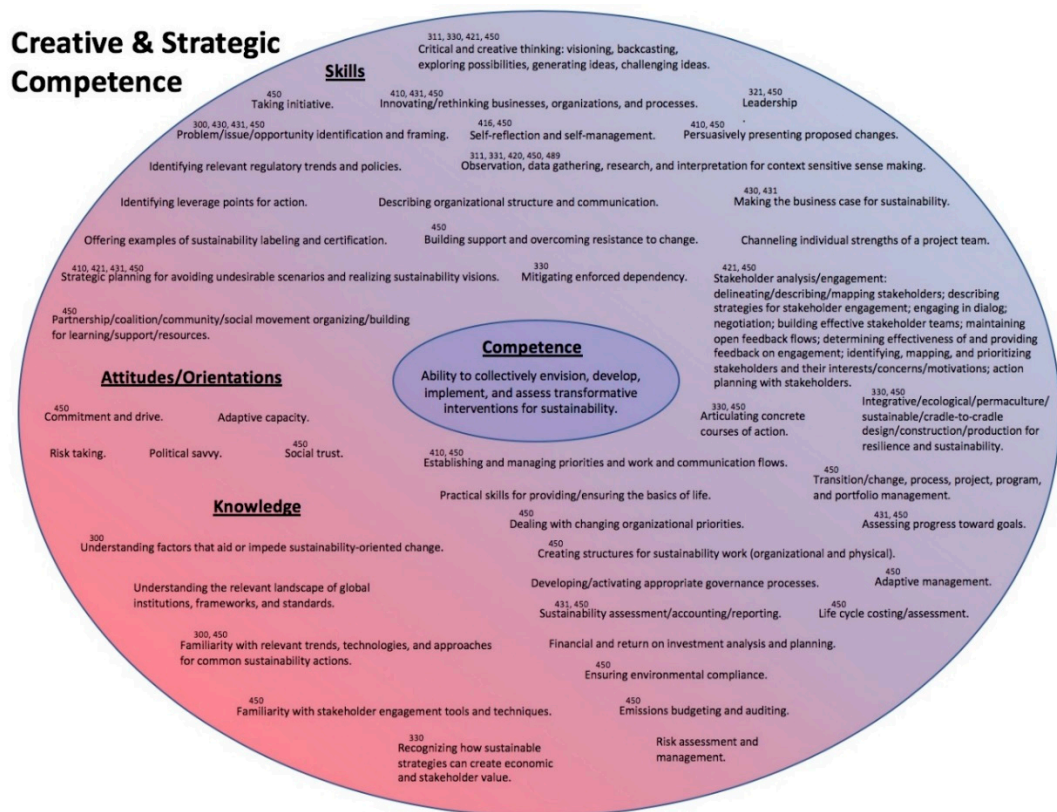 Creative & Strategic
Competence
Skills
311, 330, 421, 450
Critical and creative thinking: visioning, backcasting,
exploring possibilities, generating ideas, challenging ideas.
450
Taking initiative.
410, 431, 450
Innovating/rethinking businesses, organizations, and processes.
321, 450
Leadership
.
300, 430, 431, 450
Problem/issue/opportunity identification and framing.
416, 450
Self-reflection and self-management.
410, 450
Persuasively presenting proposed changes.
Identifying relevant regulatory trends and policies.
311, 331, 420, 450, 489
Observation, data gathering, research, and interpretation for context sensitive sense making.
Identifying leverage points for action.
Describing organizational structure and communication.
430, 431
Making the business case for sustainability.
Offering examples of sustainability labeling and certification.
450
Building support and overcoming resistance to change.
Channeling individual strengths of a project team.
410, 421, 431, 450
Strategic planning for avoiding undesirable scenarios and realizing sustainability visions.
330
Mitigating enforced dependency.
421, 450
Stakeholder analysis/engagement:
delineating/describing/mapping stakeholders; describing
strategies for stakeholder engagement; engaging in dialog;
negotiation; building effective stakeholder teams; maintaining
open feedback flows; determining effectiveness of and providing
feedback on engagement; identifying, mapping, and prioritizing
stakeholders and their interests/concerns/motivations; action
planning with stakeholders.
450
Partnership/coalition/community/social movement organizing/building
for learning/support/resources.
Competence
Ability to collectively envision, develop,
implement, and assess transformative
interventions for sustainability.
Attitudes/Orientations
450
Commitment and drive.
Adaptive capacity.
Risk taking.
Political savvy.
450
Social trust.
330, 450
Articulating concrete
courses of action.
330, 450
Integrative/ecological/permaculture/
sustainable/cradle-to-cradle
design/construction/production for
resilience and sustainability.
410, 450
Establishing and managing priorities and work and communication flows.
450
Transition/change, process, project, program,
and portfolio management.
Practical skills for providing/ensuring the basics of life.
Knowledge
450
Dealing with changing organizational priorities.
431, 450
Assessing progress toward goals.
300
Understanding factors that aid or impede sustainability-oriented change.
450
Creating structures for sustainability work (organizational and physical).
Understanding the relevant landscape of global
institutions, frameworks, and standards.
Developing/activating appropriate governance processes.
450
Adaptive management.
431, 450
Sustainability assessment/accounting/reporting.
450
Life cycle costing/assessment.
300, 450
Familiarity with relevant trends, technologies, and approaches
for common sustainability actions.
Financial and return on investment analysis and planning.
450
Ensuring environmental compliance.
450
Familiarity with stakeholder engagement tools and techniques.
450
Emissions budgeting and auditing.
330
Recognizing how sustainable
strategies can create economic
and stakeholder value.
Risk assessment and
management.